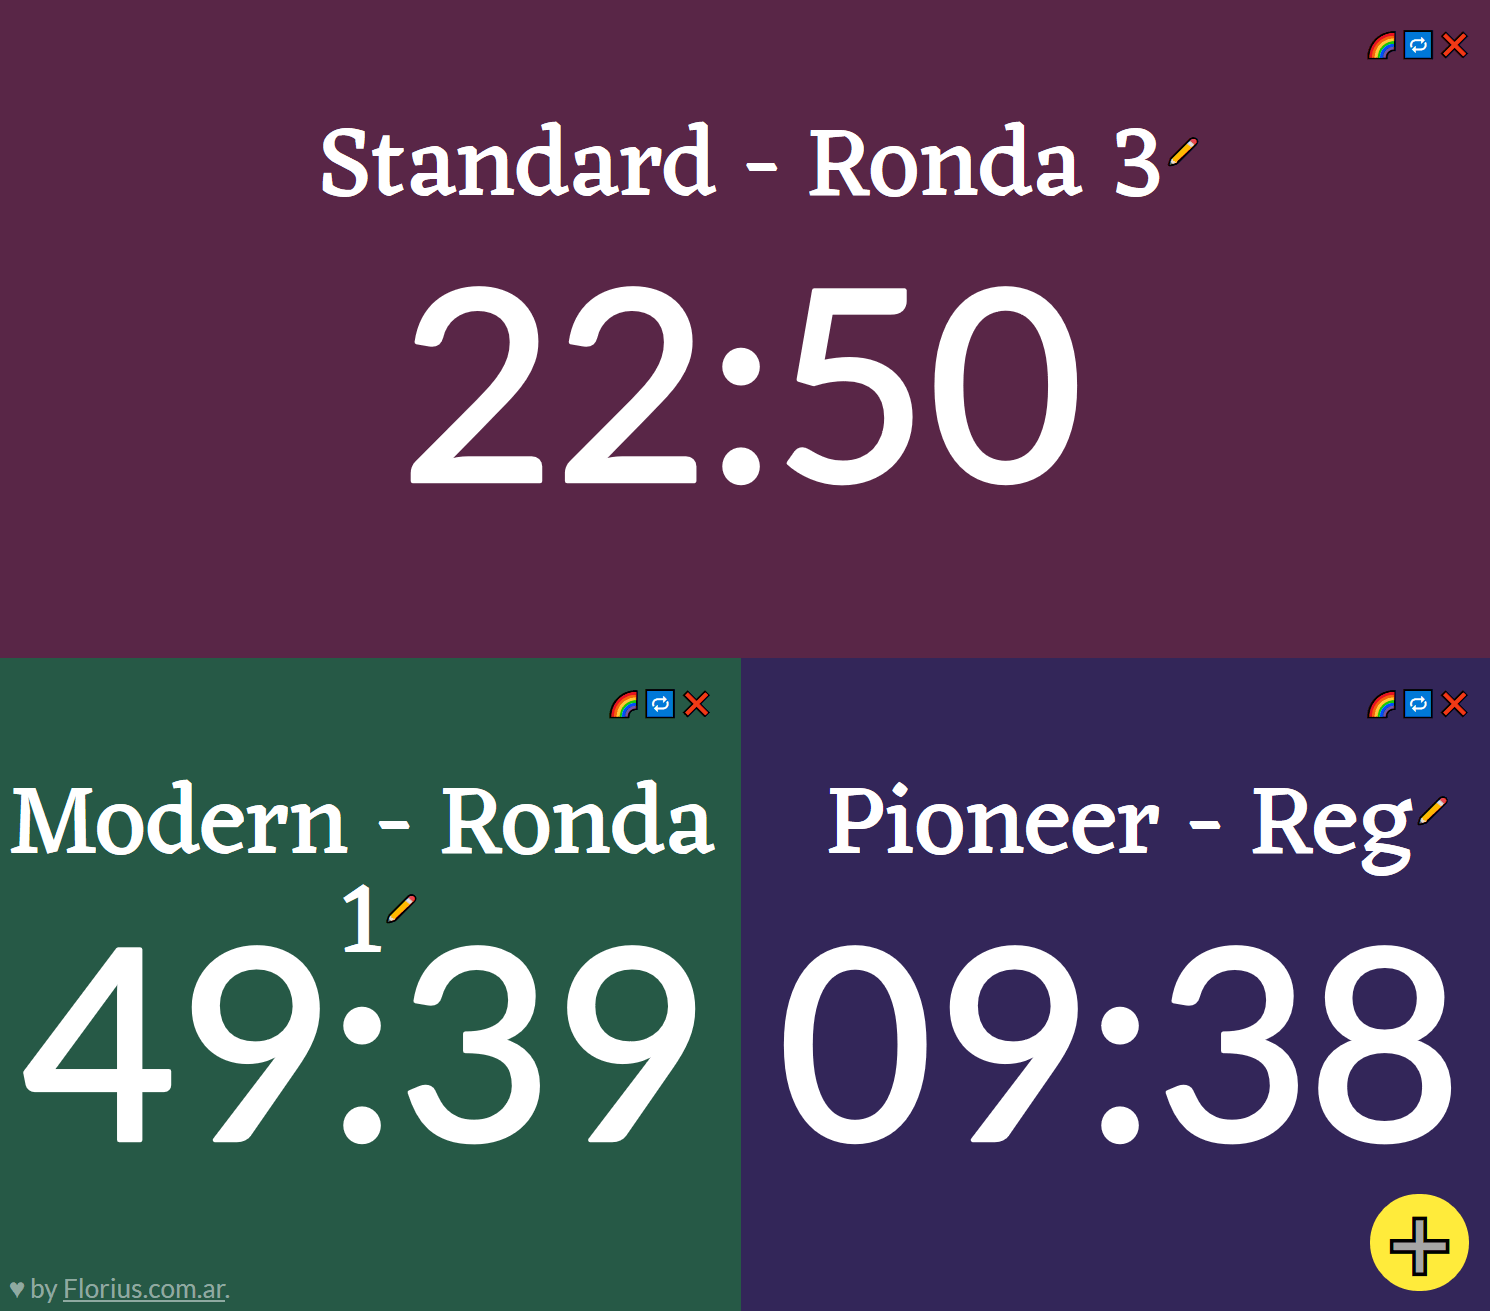 Standard - Ronda 3
22:50
Modern - Ronda
1
49:39
Pioneer - Reg
09:38
♥ by Florius.com.ar.